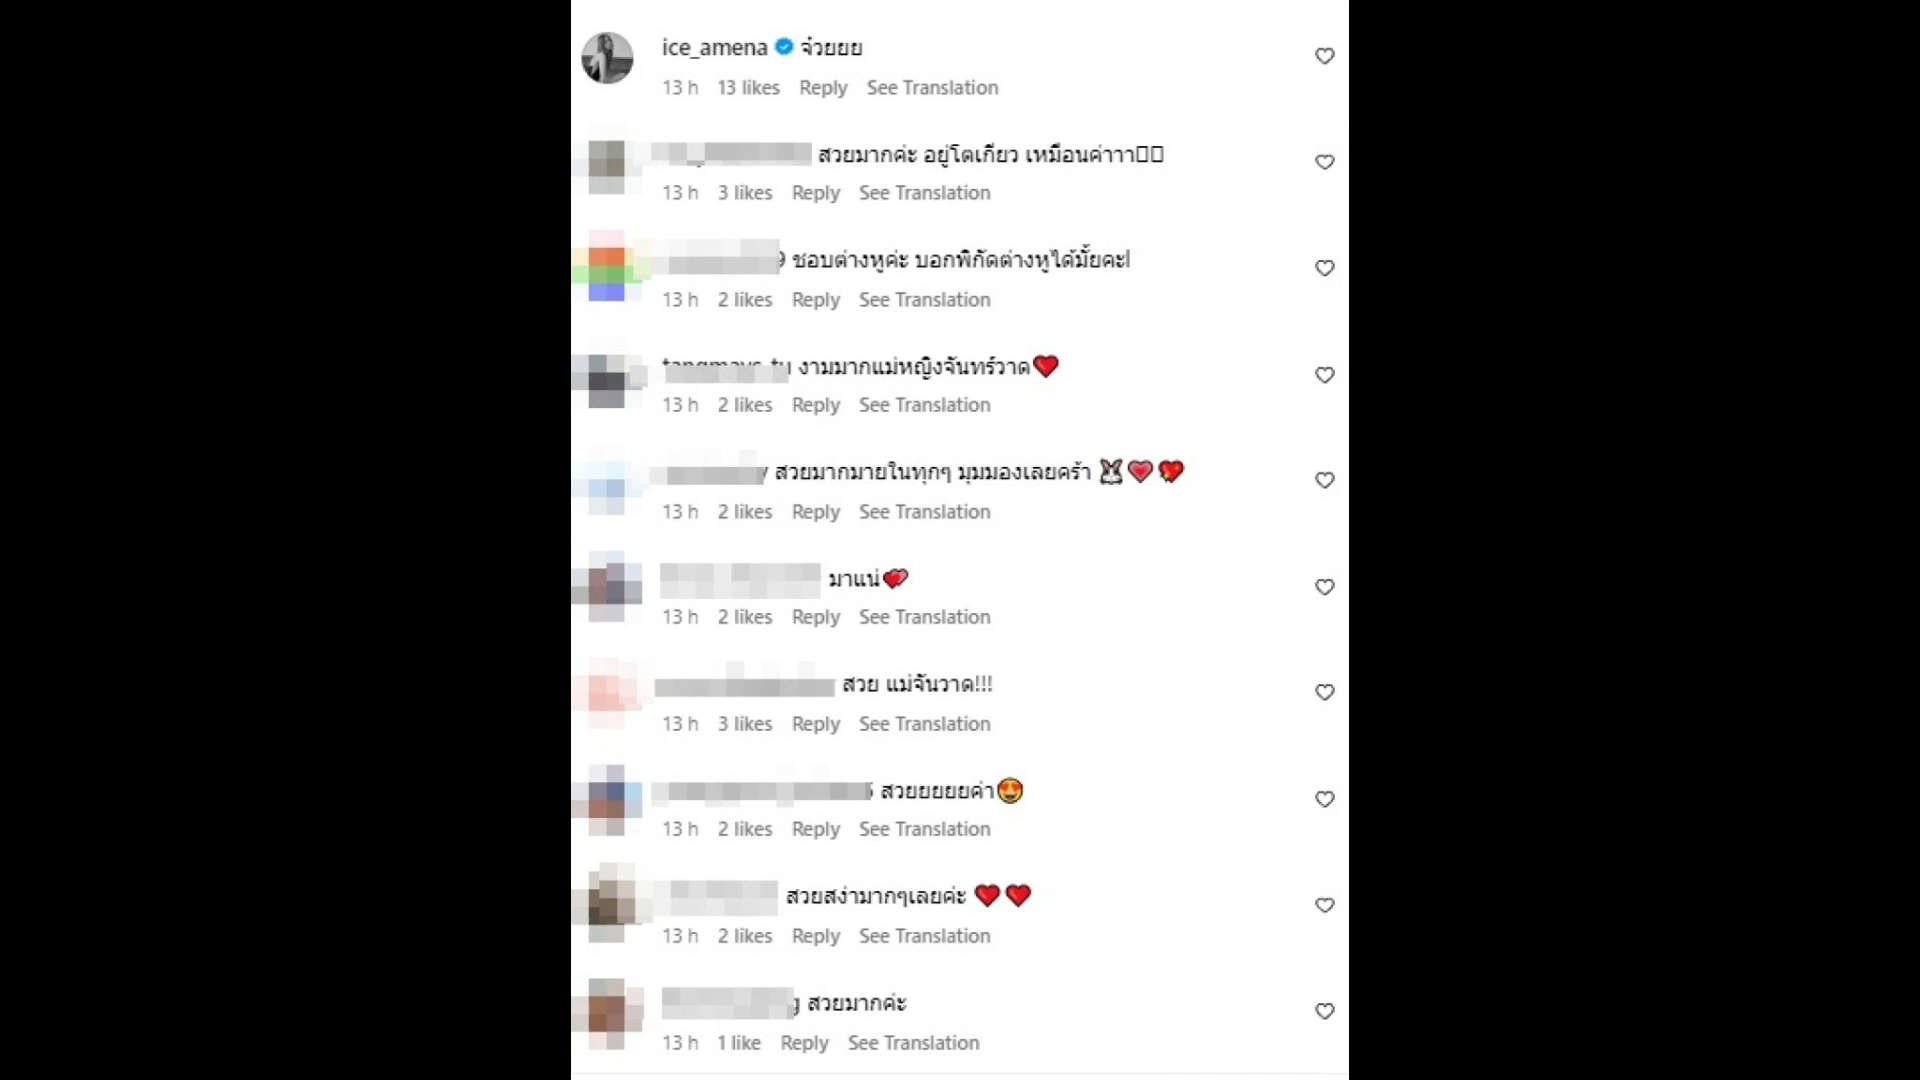 ice_amena จ๋วยยย
13 h 13 likes Reply See Translation
สวยมากค่ะ อยู่โตเกียว เหมือนค่าาา
13 h 3 likes Reply See Translation
9 ชอบต่างหูค่ะ บอกพิกัดต่างหูได้มั้ยคะ
13 h 2 likes Reply See Translation
งามมากแม่หญิงจันทร์วาด❤️
13 h 2 likes Reply See Translation
y สวยมากมายในทุกๆ มุมมองเลยคร้า 🐰💗💖
13 h 2 likes Reply See Translation
มาแน่💕
13 h 2 likes Reply See Translation
สวย แม่จันวาด!!!
13 h 3 likes Reply See Translation
สวยยยยยค่า😍
13 h 2 likes Reply See Translation
สวยสง่ามากๆเลยค่ะ ❤️❤️
13 h 2 likes Reply See Translation
g สวยมากค่ะ
13 h 1 like Reply See Translation